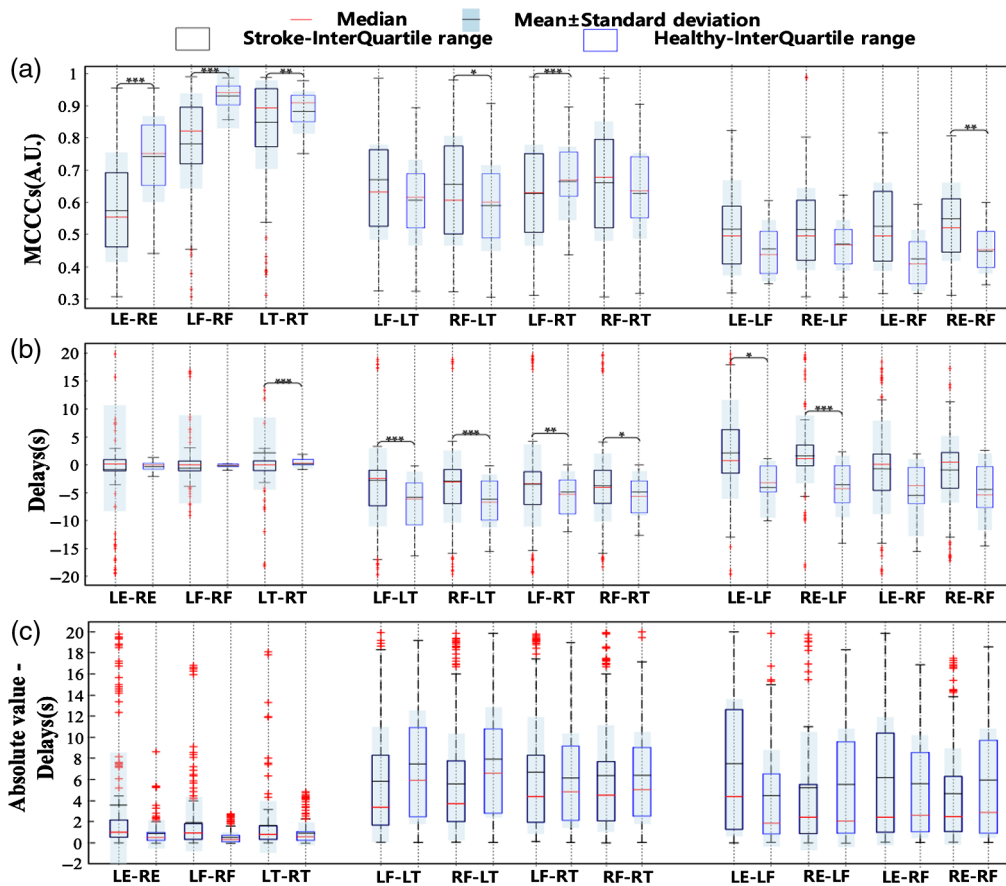 Median Mean±Standard deviation
Stroke-InterQuartile range Healthy-InterQuartile range
(a)
MCCCs(A.U.)
1
0.9
0.8
0.7
0.6
0.5
0.4
0.3
*** *** ** * *** **
LE-RE LF-RF LT-RT LF-LT RF-LT LF-RT RF-RT LE-LF RE-LF LE-RF RE-RF
(b)
Delays(s)
20
15
10
5
0
-5
-10
-15
-20
*** *** *** ** * * ***
LE-RE LF-RF LT-RT LF-LT RF-LT LF-RT RF-RT LE-LF RE-LF LE-RF RE-RF
(c)
Absolute value -
Delays(s)
20
18
16
14
12
10
8
6
4
2
0
-2
LE-RE LF-RF LT-RT LF-LT RF-LT LF-RT RF-RT LE-LF RE-LF LE-RF RE-RF